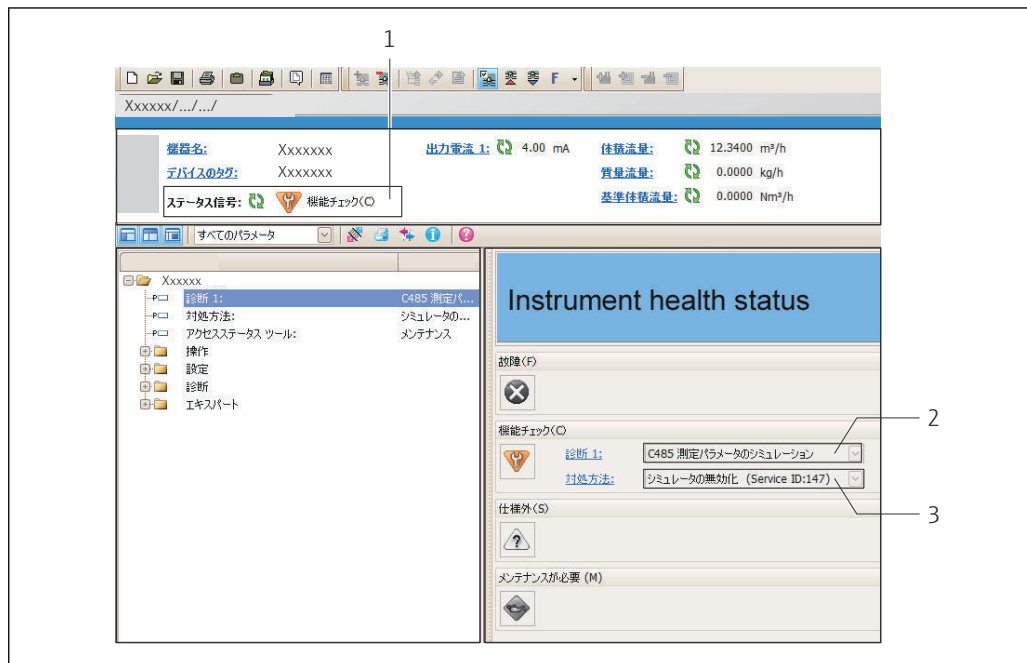 1
F
Xxxxxx/.../.../
機器名: Xxxxxxx 出力電流 1: 4.00 mA 体積流量: 12.3400 m³/h
デバイスのタグ: Xxxxxxx 質量流量: 0.0000 kg/h
ステータス信号: 機能チェック(C) 基準体積流量: 0.0000 Nm³/h
すべてのパラメータ
Xxxxxx
診断 1: C485 測定パ...
対処方法: シミュレータの...
アクセスステータス ツール: メンテナンス
操作
設定
診断
エキスパート
Instrument health status
故障(F)
機能チェック(C)
診断 1: C485 測定パラメータのシミュレーション
2
対処方法: シミュレータの無効化 (Service ID:147)
3
仕様外(S)
メンテナンスが必要 (M)